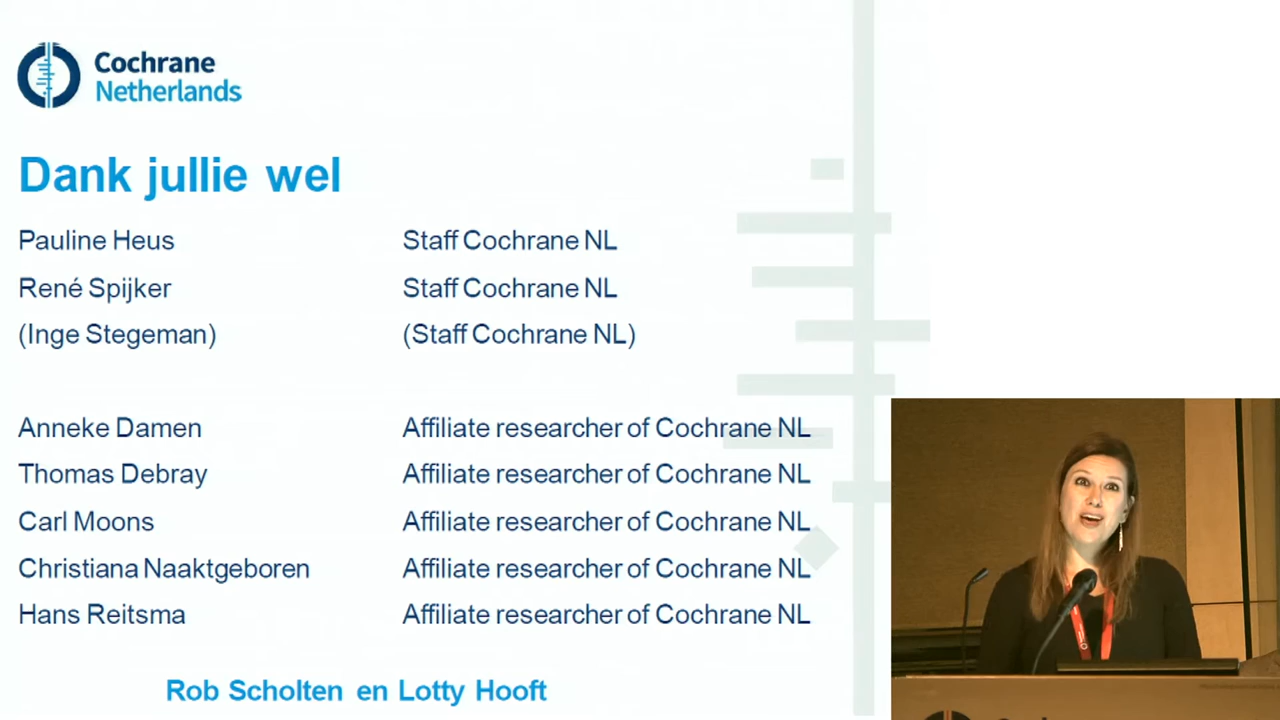 Cochrane
Netherlands
Dank jullie wel
Pauline Heus Staff Cochrane NL
René Spijker Staff Cochrane NL
(Inge Stegeman) (Staff Cochrane NL)
Anneke Damen Affiliate researcher of Cochrane NL
Thomas Debray Affiliate researcher of Cochrane NL
Carl Moons Affiliate researcher of Cochrane NL
Christiana Naaktgeboren Affiliate researcher of Cochrane NL
Hans Reitsma Affiliate researcher of Cochrane NL
Rob Scholten en Lotty Hooft